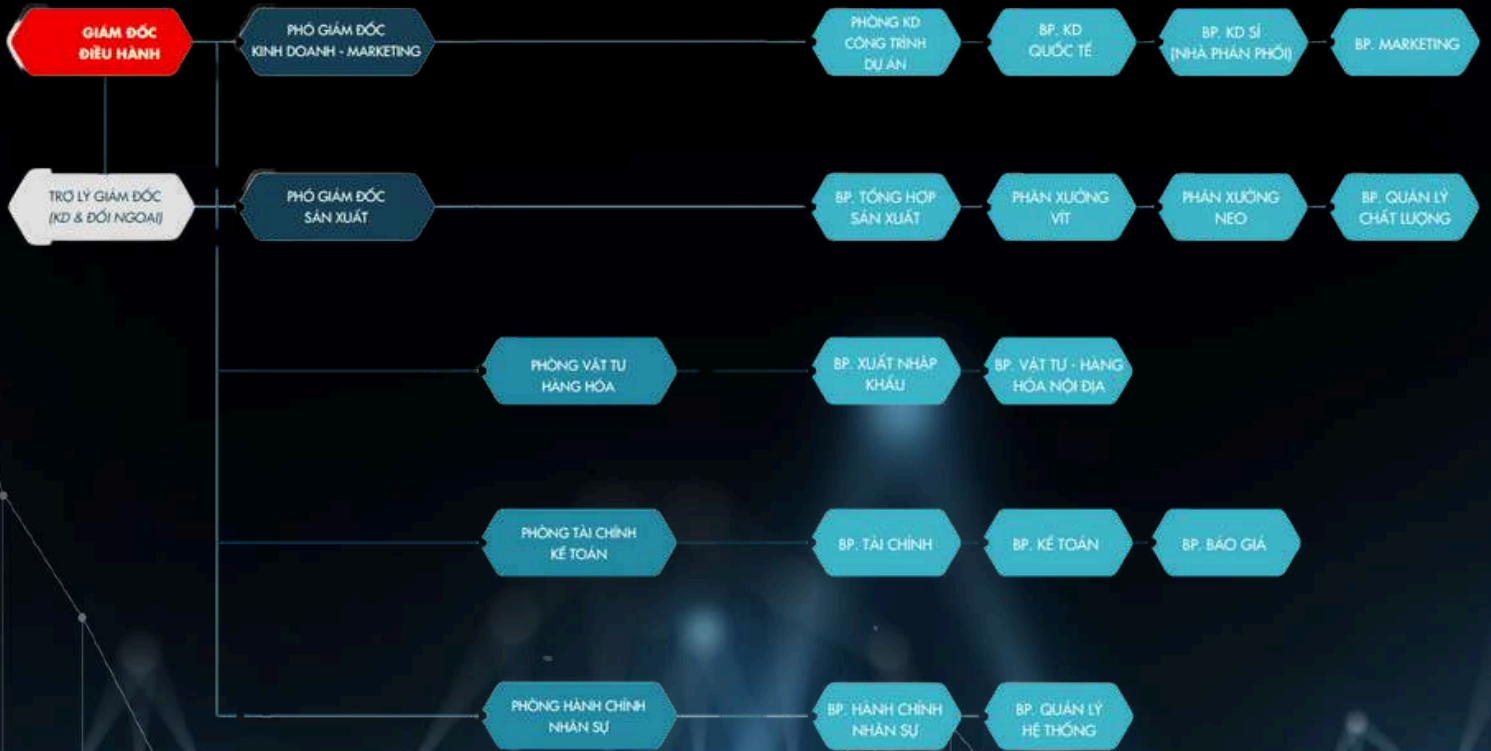 GIÁM ĐỐC
ĐIỀU HÀNH
PHÓ GIÁM ĐỐC
KINH DOANH - MARKETING
PHÒNG KD
CÔNG TRÌNH
DỰ ÁN
BP. KD
QUỐC TẾ
BP. KD SỈ
(NHÀ PHÂN PHỐI)
BP. MARKETING
TRỢ LÝ GIÁM ĐỐC
(KD & ĐỐI NGOẠI)
PHÓ GIÁM ĐỐC
SẢN XUẤT
BP. TỔNG HỢP
SẢN XUẤT
PHÂN XƯỞNG
VÍT
PHÂN XƯỞNG
NEO
BP. QUẢN LÝ
CHẤT LƯỢNG
PHÒNG VẬT TƯ
HÀNG HÓA
BP. XUẤT NHẬP
KHẨU
BP. VẬT TƯ - HÀNG
HÓA NỘI ĐỊA
PHÒNG TÀI CHÍNH
KẾ TOÁN
BP. TÀI CHÍNH
BP. KẾ TOÁN
BP. BÁO GIÁ
PHÒNG HÀNH CHÍNH
NHÂN SỰ
BP. HÀNH CHÍNH
NHÂN SỰ
BP. QUẢN LÝ
HỆ THỐNG